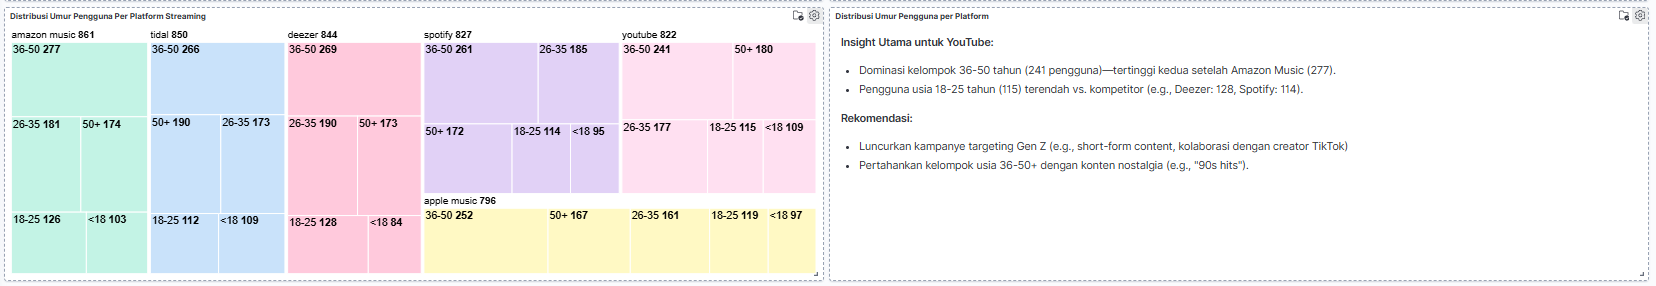 Distribusi Umur Pengguna Per Platform Streaming
amazon music 861
36-50 277
26-35 181
50+ 174
18-25 126
<18 103
tidal 850
36-50 266
50+ 190
26-35 173
18-25 112
<18 109
deezer 844
36-50 269
26-35 190
50+ 173
18-25 128
<18 84
spotify 827
36-50 261
26-35 185
50+ 172
18-25 114
<18 95
youtube 822
36-50 241
50+ 180
26-35 177
18-25 115
<18 109
apple music 796
36-50 252
50+ 167
26-35 161
18-25 119
<18 97
Distribusi Umur Pengguna per Platform
Insight Utama untuk YouTube:
• Dominasi kelompok 36-50 tahun (241 pengguna)—tertinggi kedua setelah Amazon Music (277).
• Pengguna usia 18-25 tahun (115) terendah vs. kompetitor (e.g., Deezer: 128, Spotify: 114).
Rekomendasi:
• Luncurkan kampanye targeting Gen Z (e.g., short-form content, kolaborasi dengan creator TikTok)
• Pertahankan kelompok usia 36-50+ dengan konten nostalgia (e.g., "90s hits").